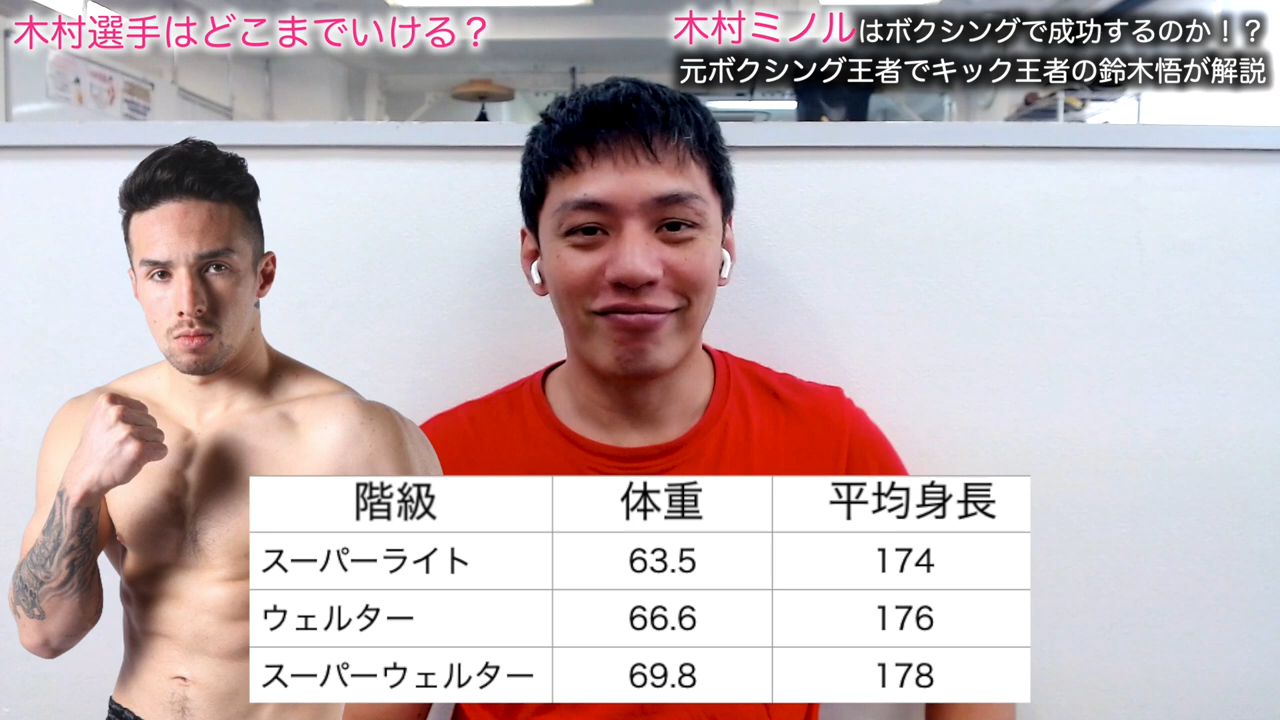 木村選手はどこまでいける？
木村ミノルはボクシングで成功するのか！？
元ボクシング王者でキック王者の鈴木悟が解説
階級 体重 平均身長
スーパーライト 63.5 174
ウェルター 66.6 176
スーパーウェルター 69.8 178